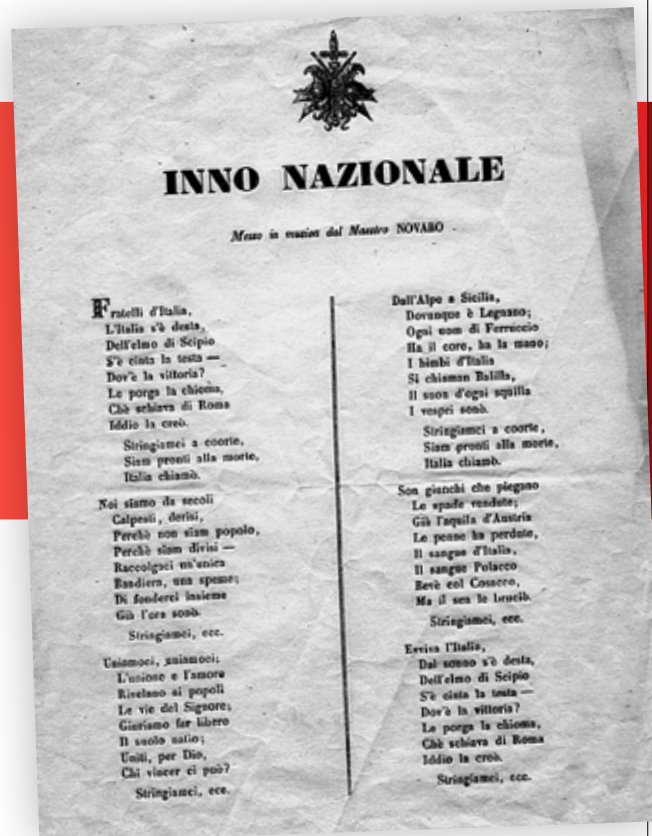 INNO NAZIONALE
Messo in musica dal Maestro NOVARO
Fratelli d'Italia,
L'Italia s'è desta,
Dell'elmo di Scipio
S'è cinta la testa —
Dov'è la vittoria?
Le porga la chioma,
Chè schiava di Roma
Iddio la creò.
Stringiamci a coorte,
Siam pronti alla morte,
Italia chiamò.
Noi siamo da secoli
Calpesti, derisi,
Perchè non siam popolo,
Perchè siam divisi —
Raccolgaci un'unica
Bandiera, una speme;
Di fonderci insieme
Già l'ora sonò.
Stringiamci, ecc.
Uniamoci, uniamoci;
L'unione e l'amore
Rivelano ai popoli
Le vie del Signore;
Giuriamo far libero
Il suolo natio;
Uniti, per Dio,
Chi vincer ci può?
Stringiamci, ecc.
Dall'Alpe a Sicilia,
Dovunque è Legnano;
Ogni uom di Ferruccio
Ha il core, ha la mano;
I bimbi d'Italia
Si chiaman Balilla,
Il suon d'ogni squilla
I vespri sonò.
Stringiamci a coorte,
Siam pronti alla morte,
Italia chiamò.
Son giunchi che piegano
Le spade vendute;
Già l'aquila d'Austria
Le penne ha perdute,
Il sangue d'Italia,
Il sangue Polacco
Bevè col Cosacco,
Ma il sen le bruciò.
Stringiamci, ecc.
Evviva l'Italia,
Dal sonno s'è desta,
Dell'elmo di Scipio
S'è cinta la testa —
Dov'è la vittoria?
Le porga la chioma,
Chè schiava di Roma
Iddio la creò.
Stringiamci, ecc.